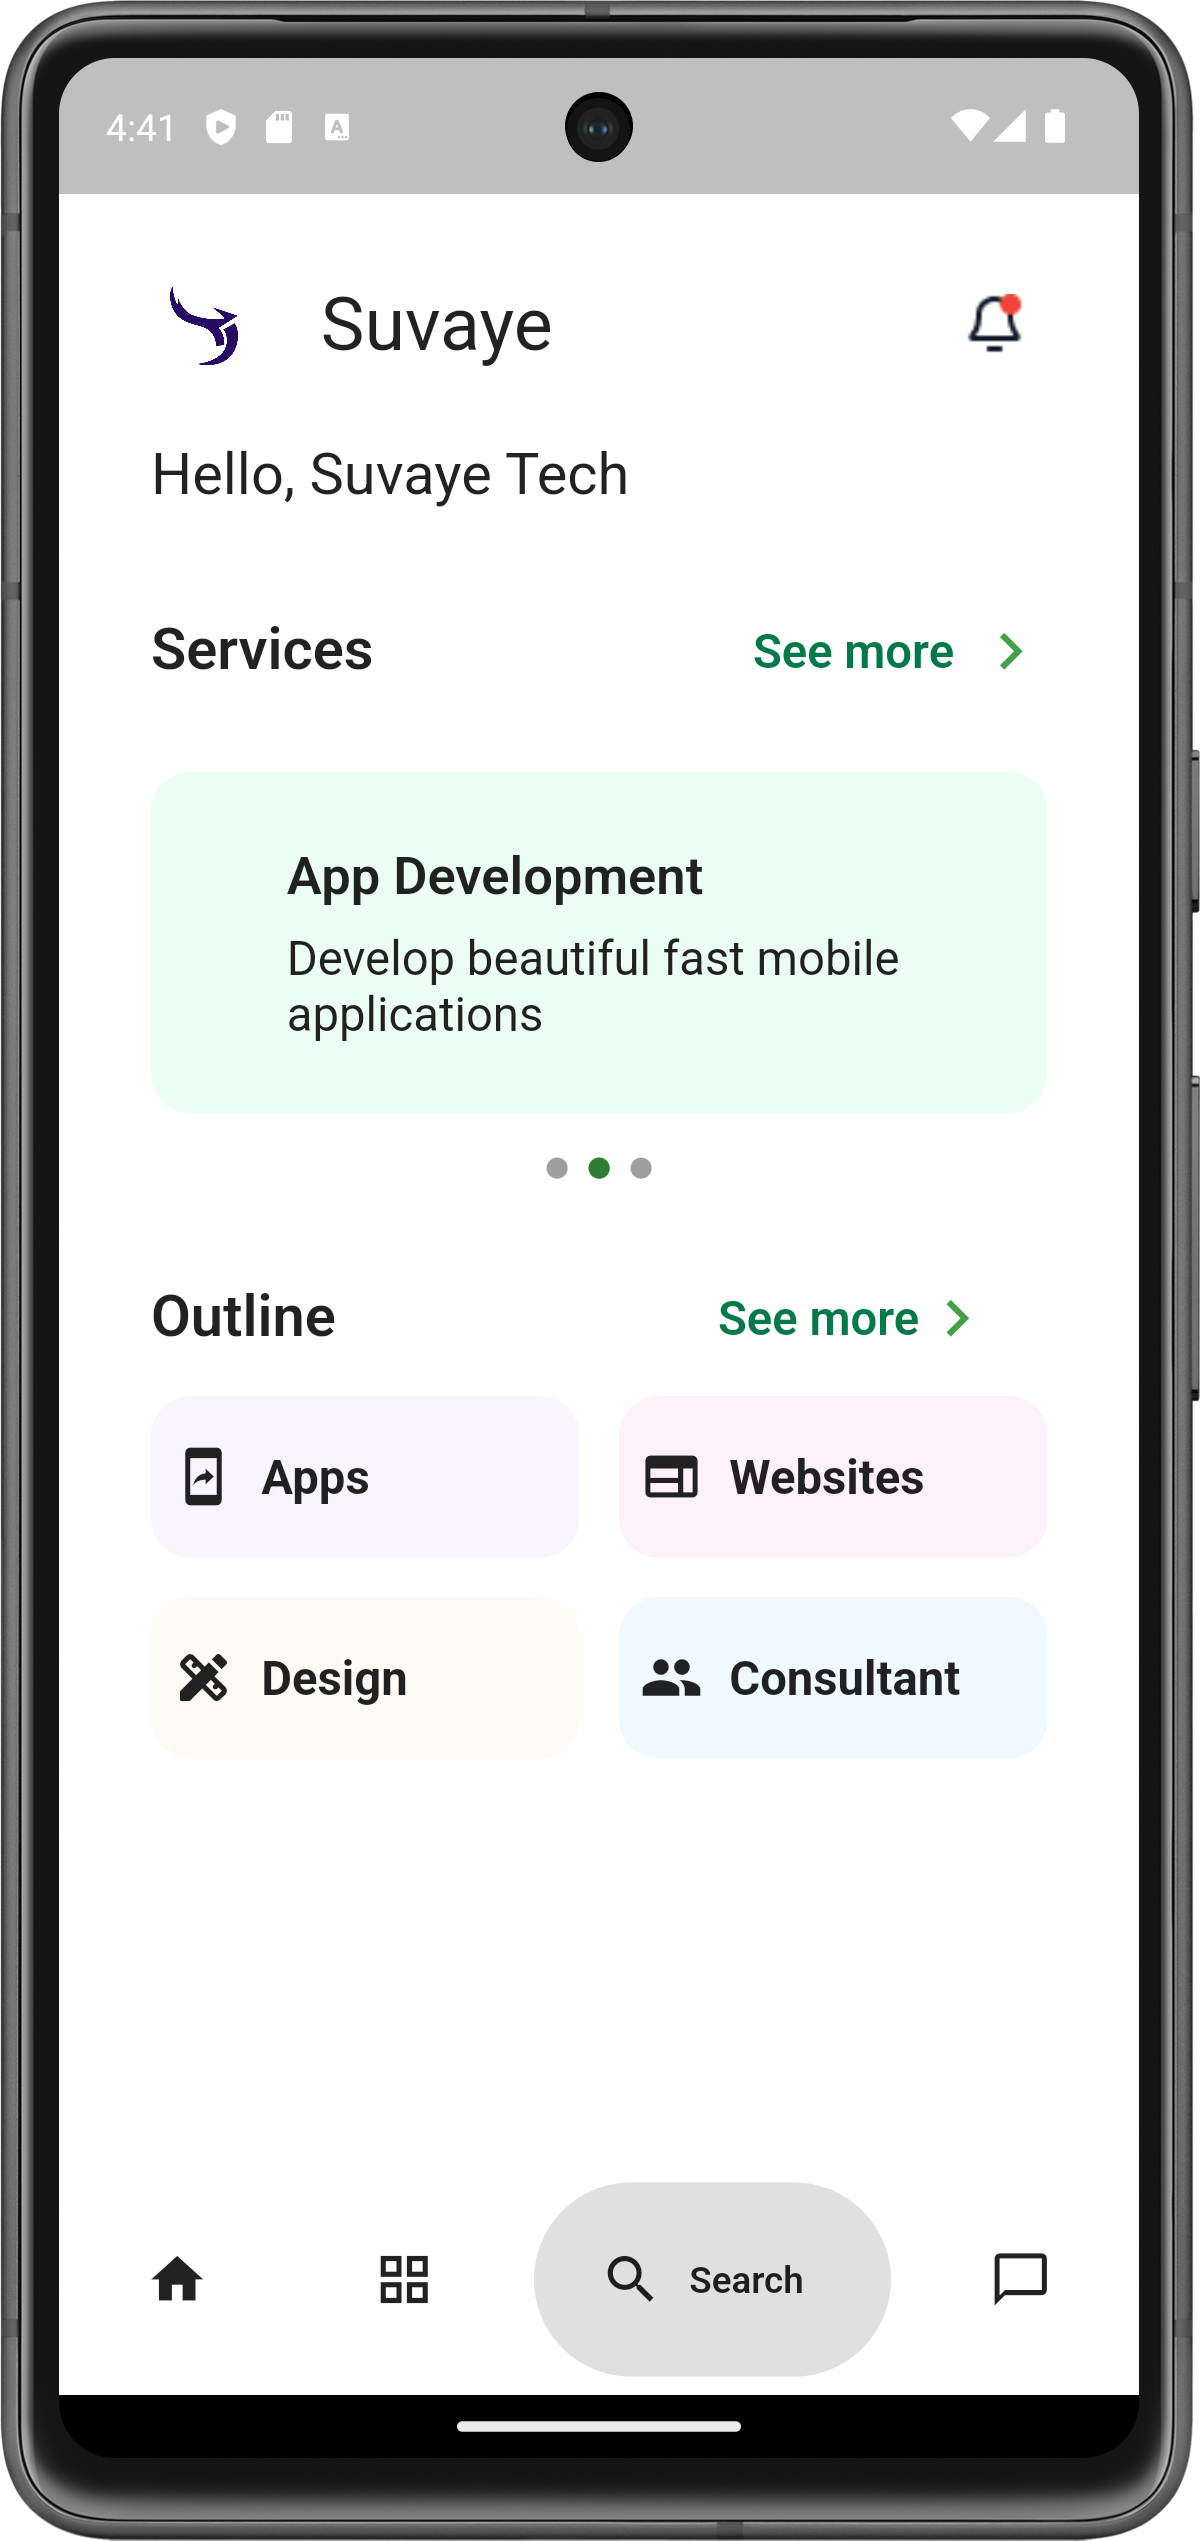 4:41
Suvaye
Hello, Suvaye Tech
Services
See more
App Development
Develop beautiful fast mobile
applications
Outline
See more
Apps
Websites
Design
Consultant
Search